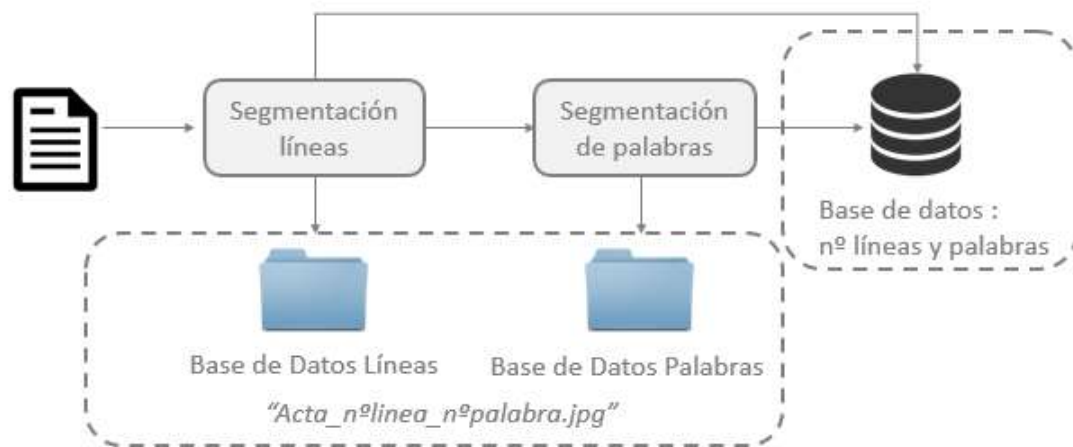 Segmentación
líneas
Segmentación
de palabras
Base de datos :
nº líneas y palabras
Base de Datos Líneas
Base de Datos Palabras
“Acta_nºlinea_nºpalabra.jpg”